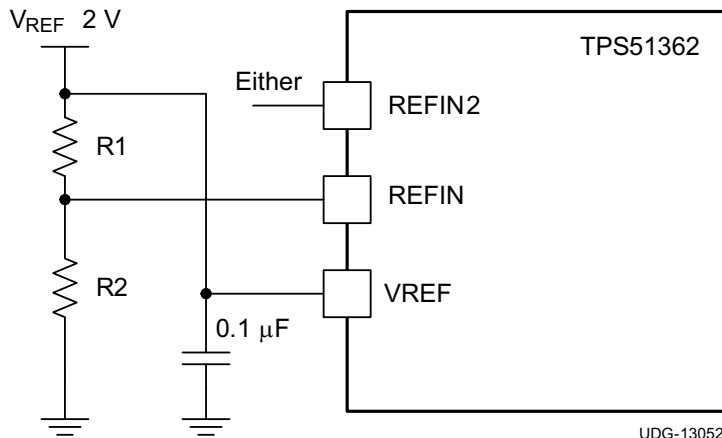 VREF 2 V
TPS51362
Either
REFIN2
R1
REFIN
R2
VREF
0.1 μF
UDG-13052